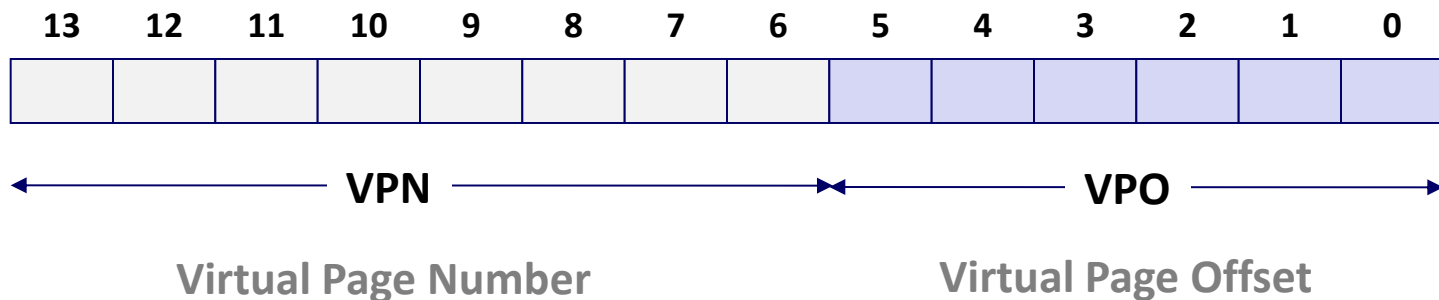 13 12 11 10 9 8 7 6 5 4 3 2 1 0
VPN VPO
Virtual Page Number Virtual Page Offset